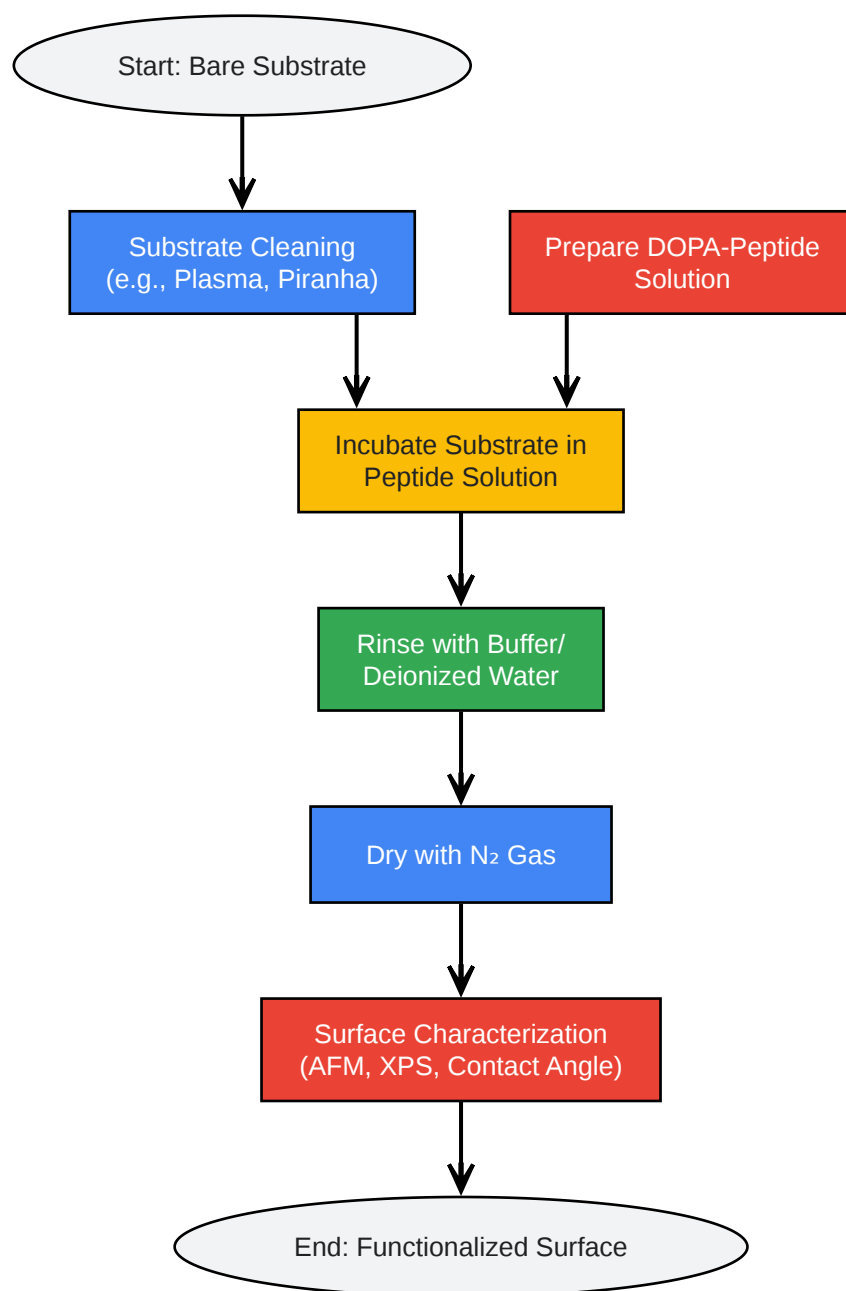 Start: Bare Substrate
Substrate Cleaning
(e.g., Plasma, Piranha)
Prepare DOPA-Peptide
Solution
Incubate Substrate in
Peptide Solution
Rinse with Buffer/
Deionized Water
Dry with N₂ Gas
Surface Characterization
(AFM, XPS, Contact Angle)
End: Functionalized Surface